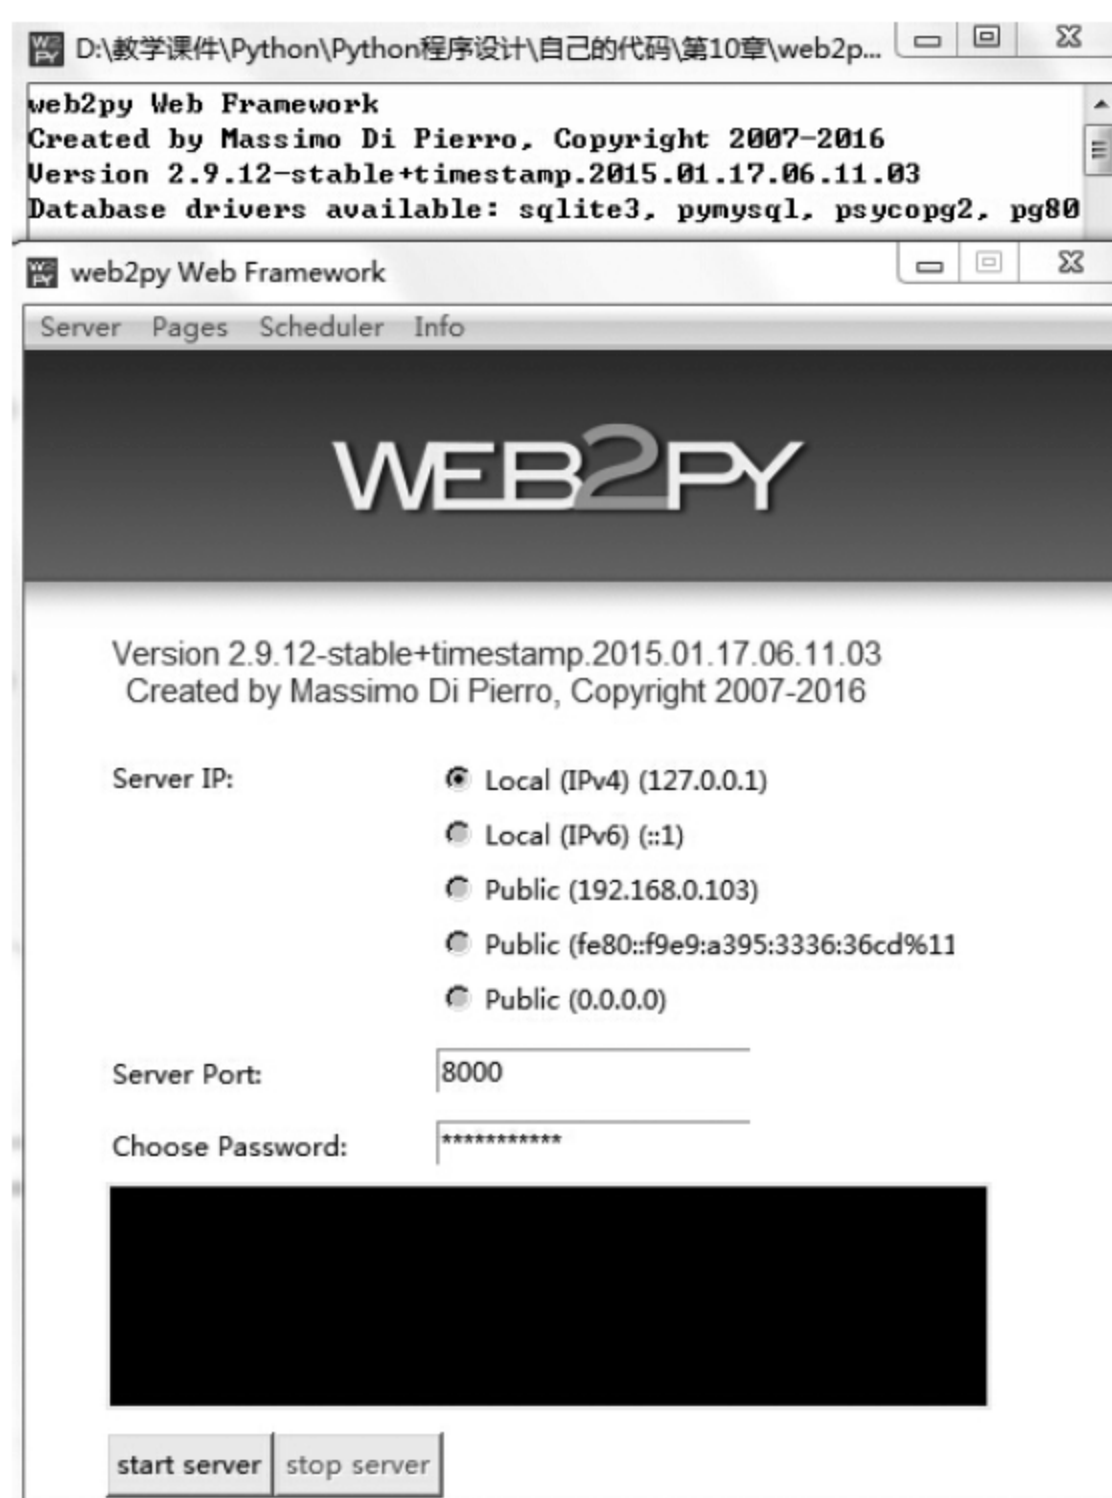 D:\教学课件\Python\Python程序设计\自己的代码\第10章\web2p...
web2py Web Framework
Created by Massimo Di Pierro, Copyright 2007-2016
Version 2.9.12-stable+timestamp.2015.01.17.06.11.03
Database drivers available: sqlite3, pymysql, psycopg2, pg80
web2py Web Framework
Server Pages Scheduler Info
WEB2PY
Version 2.9.12-stable+timestamp.2015.01.17.06.11.03
Created by Massimo Di Pierro, Copyright 2007-2016
Server IP: Local (IPv4) (127.0.0.1)
Local (IPv6) (::1)
Public (192.168.0.103)
Public (fe80::f9e9:a395:3336:36cd%11
Public (0.0.0.0)
Server Port: 8000
Choose Password: ***********
start server stop server